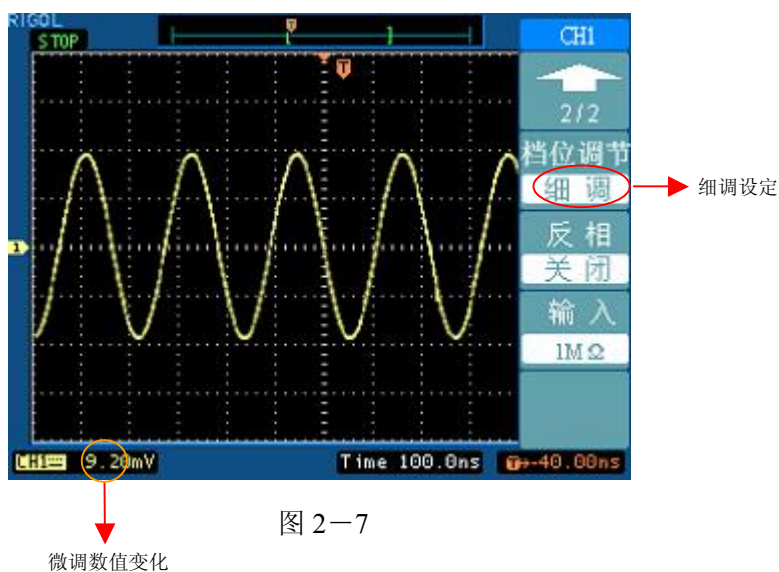 RIGOL
STOP
T
CH1
T
2/2
档位调节
细 调
细调设定
反 相
1
关 闭
输 入
1MΩ
CH1 9.20mV
Time 100.0ns
T→-40.00ns
图 2－7
微调数值变化